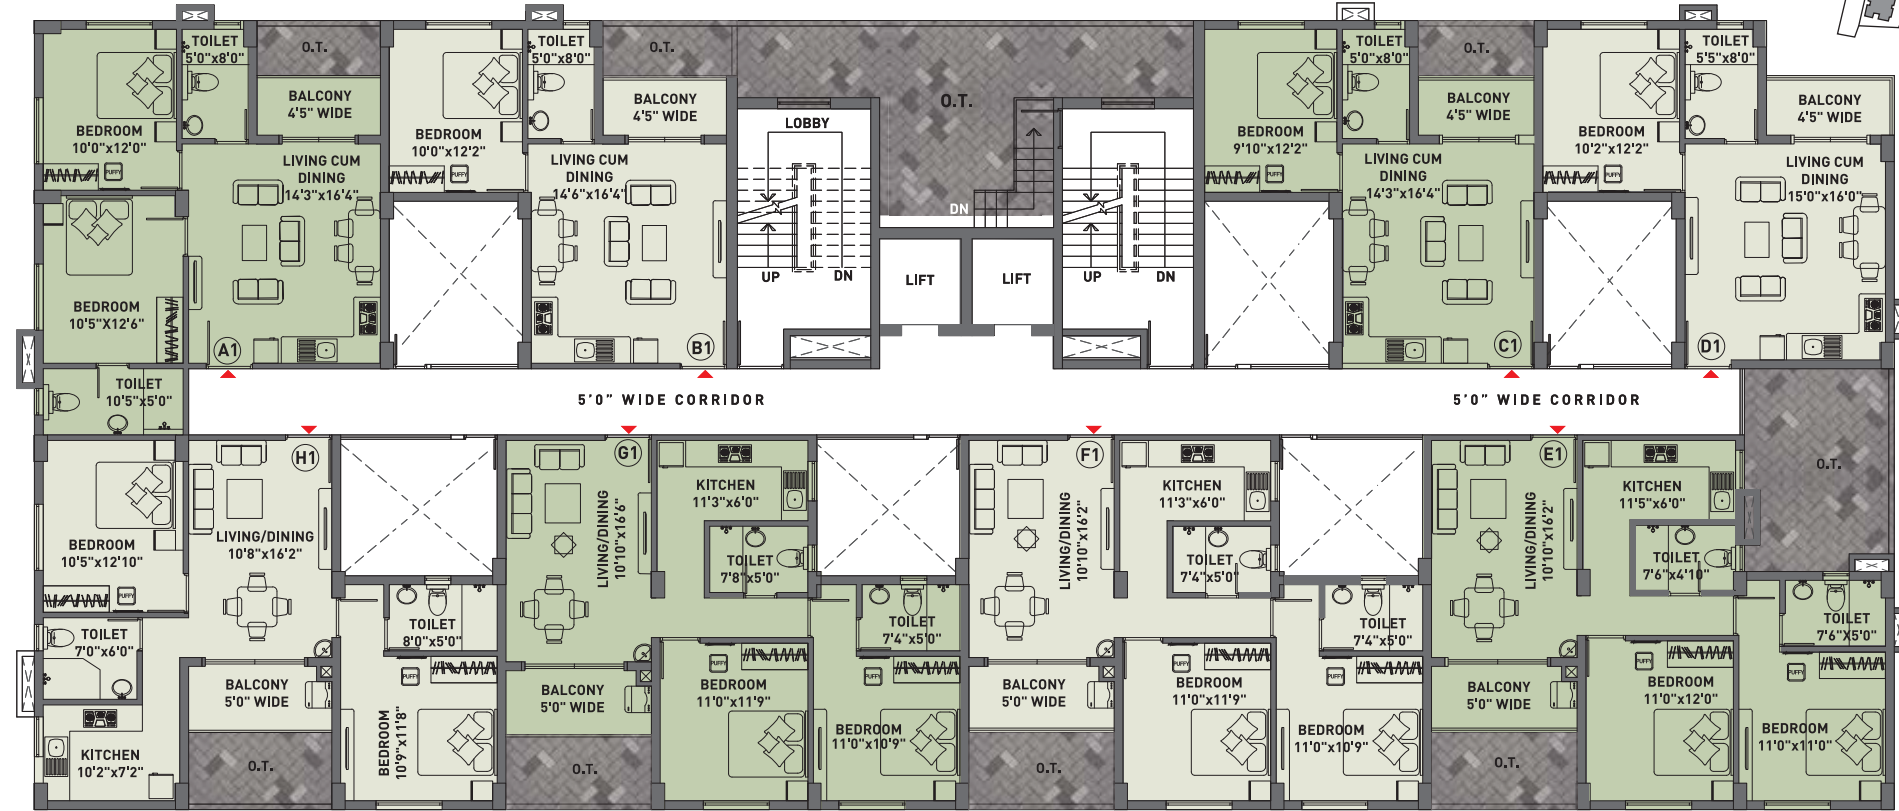 TOILET
5'0"x8'0"
O.T.
BEDROOM
10'0"x12'0"
PUFFY
BALCONY
4'5" WIDE
LIVING CUM
DINING
14'3"x16'4"
BEDROOM
10'5"X12'6"
A1
TOILET
10'5"x5'0"
TOILET
5'0"x8'0"
O.T.
BEDROOM
10'0"x12'2"
PUFFY
BALCONY
4'5" WIDE
LIVING CUM
DINING
14'6"x16'4"
B1
LOBBY
UP
DN
O.T.
DN
LIFT
LIFT
UP
DN
TOILET
5'0"x8'0"
O.T.
BEDROOM
9'10"x12'2"
PUFFY
BALCONY
4'5" WIDE
LIVING CUM
DINING
14'3"x16'4"
C1
TOILET
5'5"x8'0"
BEDROOM
10'2"x12'2"
PUFFY
BALCONY
4'5" WIDE
LIVING CUM
DINING
15'0"x16'0"
D1
5'0" WIDE CORRIDOR
5'0" WIDE CORRIDOR
H1
LIVING/DINING
10'8"x16'2"
BEDROOM
10'5"x12'10"
PUFFY
TOILET
7'0"x6'0"
KITCHEN
10'2"x7'2"
BALCONY
5'0" WIDE
O.T.
TOILET
8'0"x5'0"
PUFFY
BEDROOM
10'9"x11'8"
G1
LIVING/DINING
10'10"x16'6"
KITCHEN
11'3"x6'0"
TOILET
7'8"x5'0"
TOILET
7'4"x5'0"
BALCONY
5'0" WIDE
O.T.
PUFFY
BEDROOM
11'0"x11'9"
PUFFY
BEDROOM
11'0"x10'9"
F1
LIVING/DINING
10'10"x16'2"
KITCHEN
11'3"x6'0"
TOILET
7'4"x5'0"
TOILET
7'4"x5'0"
BALCONY
5'0" WIDE
O.T.
PUFFY
BEDROOM
11'0"x11'9"
PUFFY
BEDROOM
11'0"x10'9"
E1
LIVING/DINING
10'10"x16'2"
KITCHEN
11'5"x6'0"
TOILET
7'6"x4'10"
O.T.
TOILET
7'6"X5'0"
BALCONY
5'0" WIDE
O.T.
PUFFY
BEDROOM
11'0"x12'0"
PUFFY
BEDROOM
11'0"x11'0"